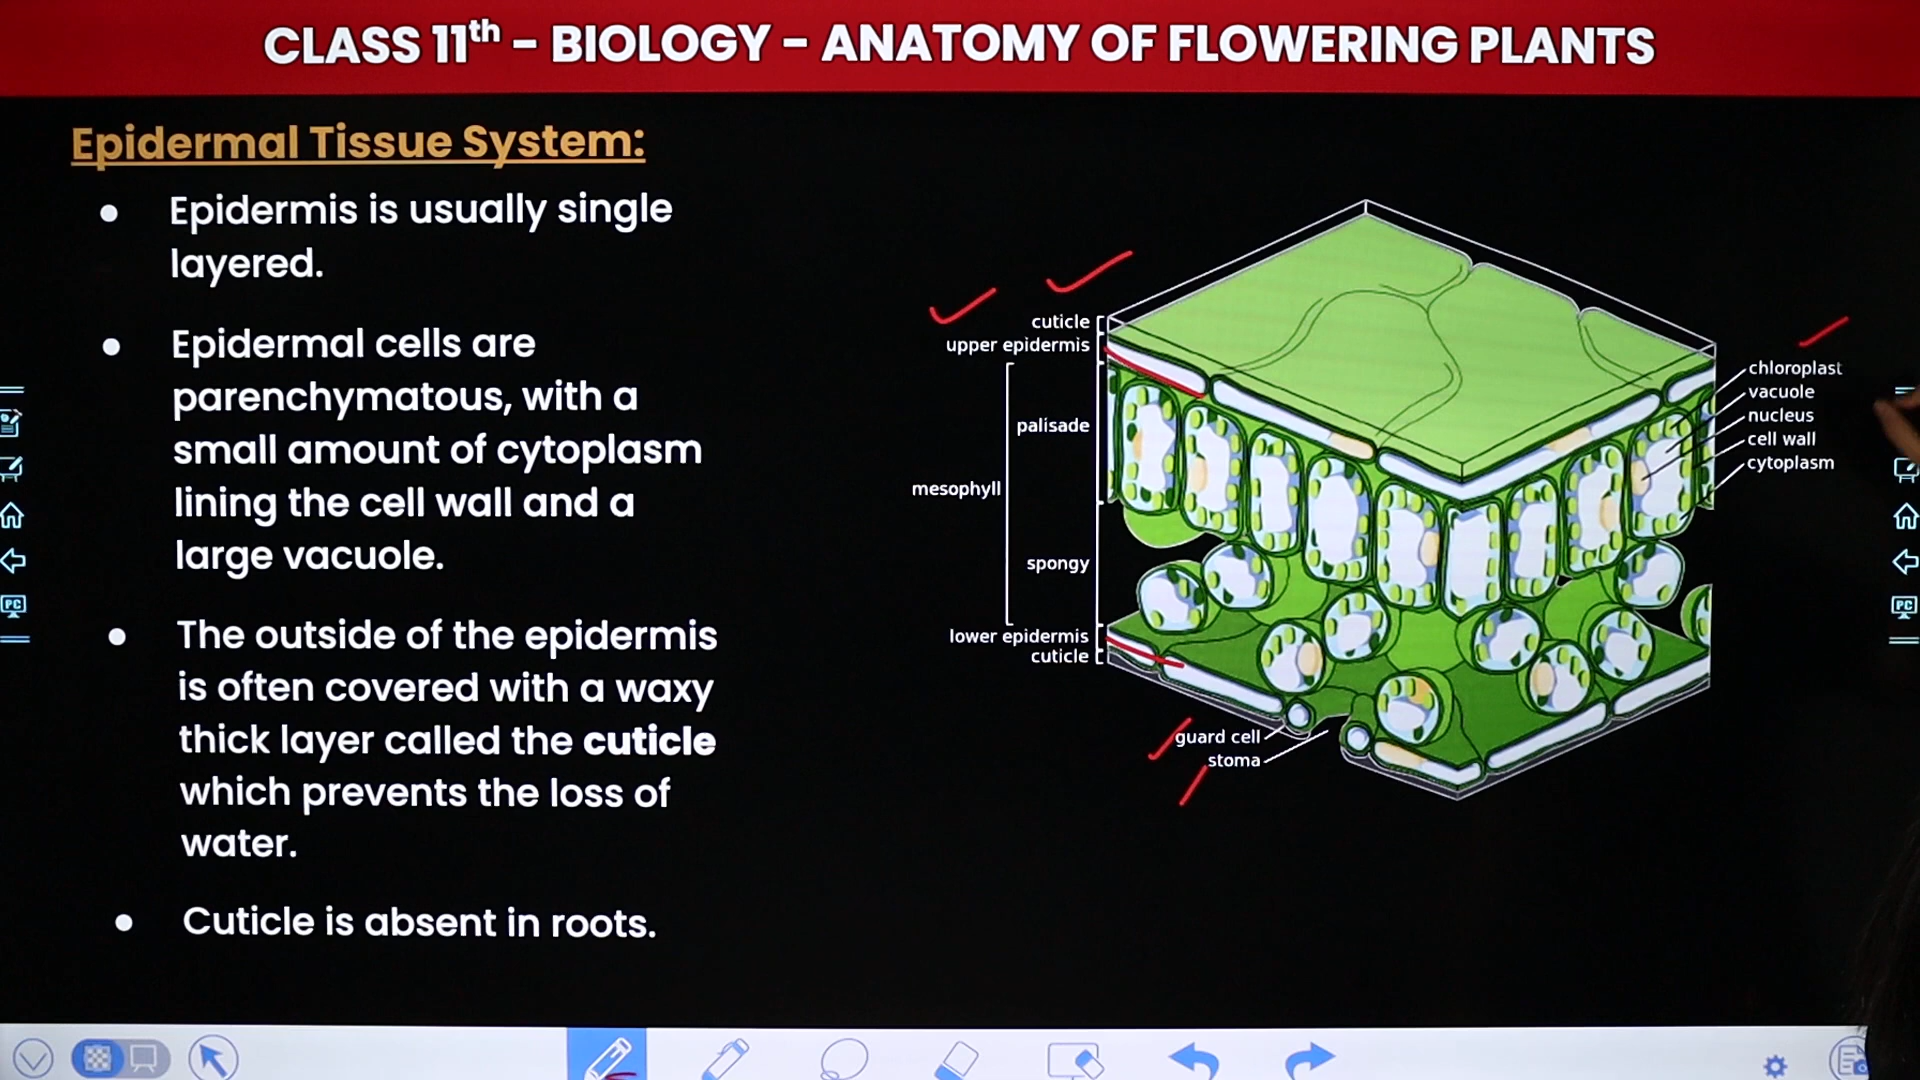 CLASS 11th - BIOLOGY - ANATOMY OF FLOWERING PLANTS
Epidermal Tissue System:
● Epidermis is usually single
layered.
● Epidermal cells are
parenchymatous, with a
small amount of cytoplasm
lining the cell wall and a
large vacuole.
● The outside of the epidermis
is often covered with a waxy
thick layer called the cuticle
which prevents the loss of
water.
● Cuticle is absent in roots.
cuticle
upper epidermis
palisade
mesophyll
spongy
lower epidermis
cuticle
guard cell
stoma
chloroplast
vacuole
nucleus
cell wall
cytoplasm
PC
PC